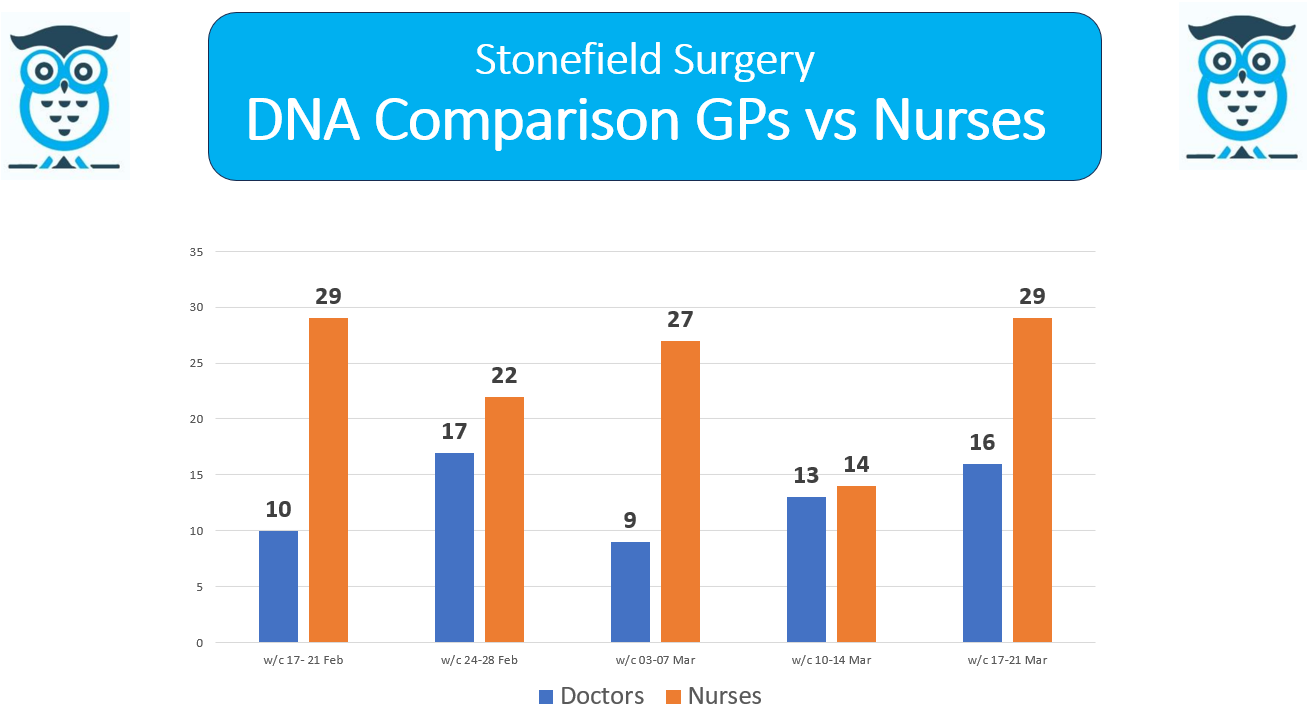 Stonefield Surgery
DNA Comparison GPs vs Nurses
35
30
25
20
15
10
5
0
29
27
29
22
17
16
13
14
10
9
w/c 17- 21 Feb
w/c 24-28 Feb
w/c 03-07 Mar
w/c 10-14 Mar
w/c 17-21 Mar
Doctors
Nurses